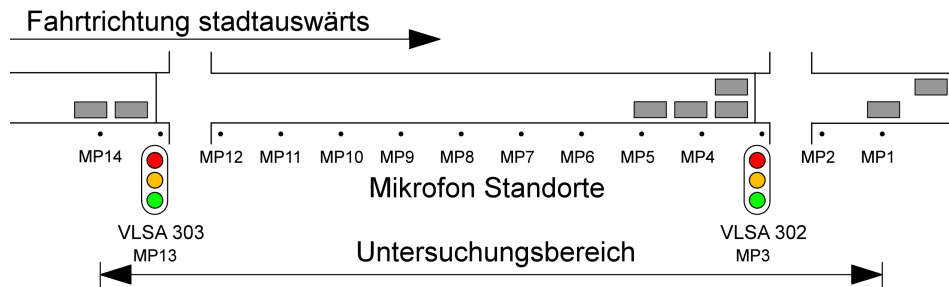 Fahrtrichtung stadtauswärts
MP14 MP12 MP11 MP10 MP9 MP8 MP7 MP6 MP5 MP4 MP2 MP1
Mikrofon Standorte
VLSA 303 VLSA 302
MP13 MP3
Untersuchungsbereich